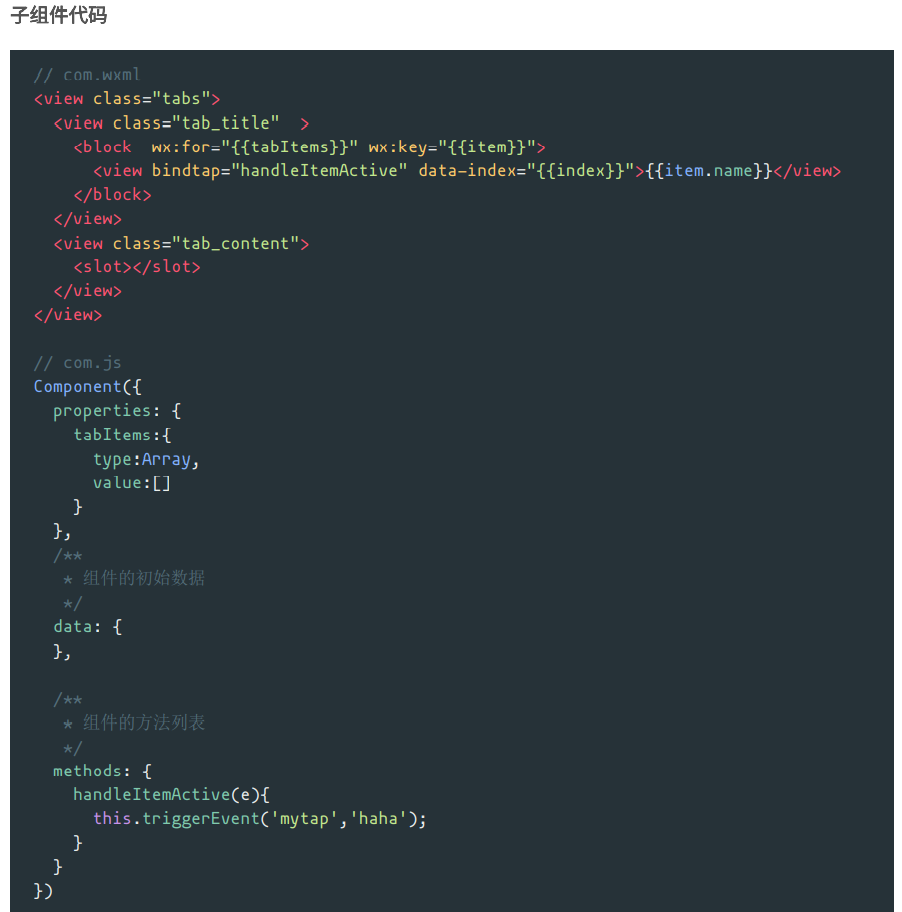 子组件代码
// com.wxml
<view class="tabs">
  <view class="tab_title"  >
    <block  wx:for="{{tabItems}}" wx:key="{{item}}">
      <view bindtap="handleItemActive" data-index="{{index}}">{{item.name}}</view>
    </block>
  </view>
  <view class="tab_content">
    <slot></slot>
  </view>
</view>

// com.js
Component({
  properties: {
    tabItems:{
      type:Array,
      value:[]
    }
  },
  /**
   * 组件的初始数据
   */
  data: {
  },

  /**
   * 组件的方法列表
   */
  methods: {
    handleItemActive(e){
      this.triggerEvent('mytap','haha');
    }
  }
})